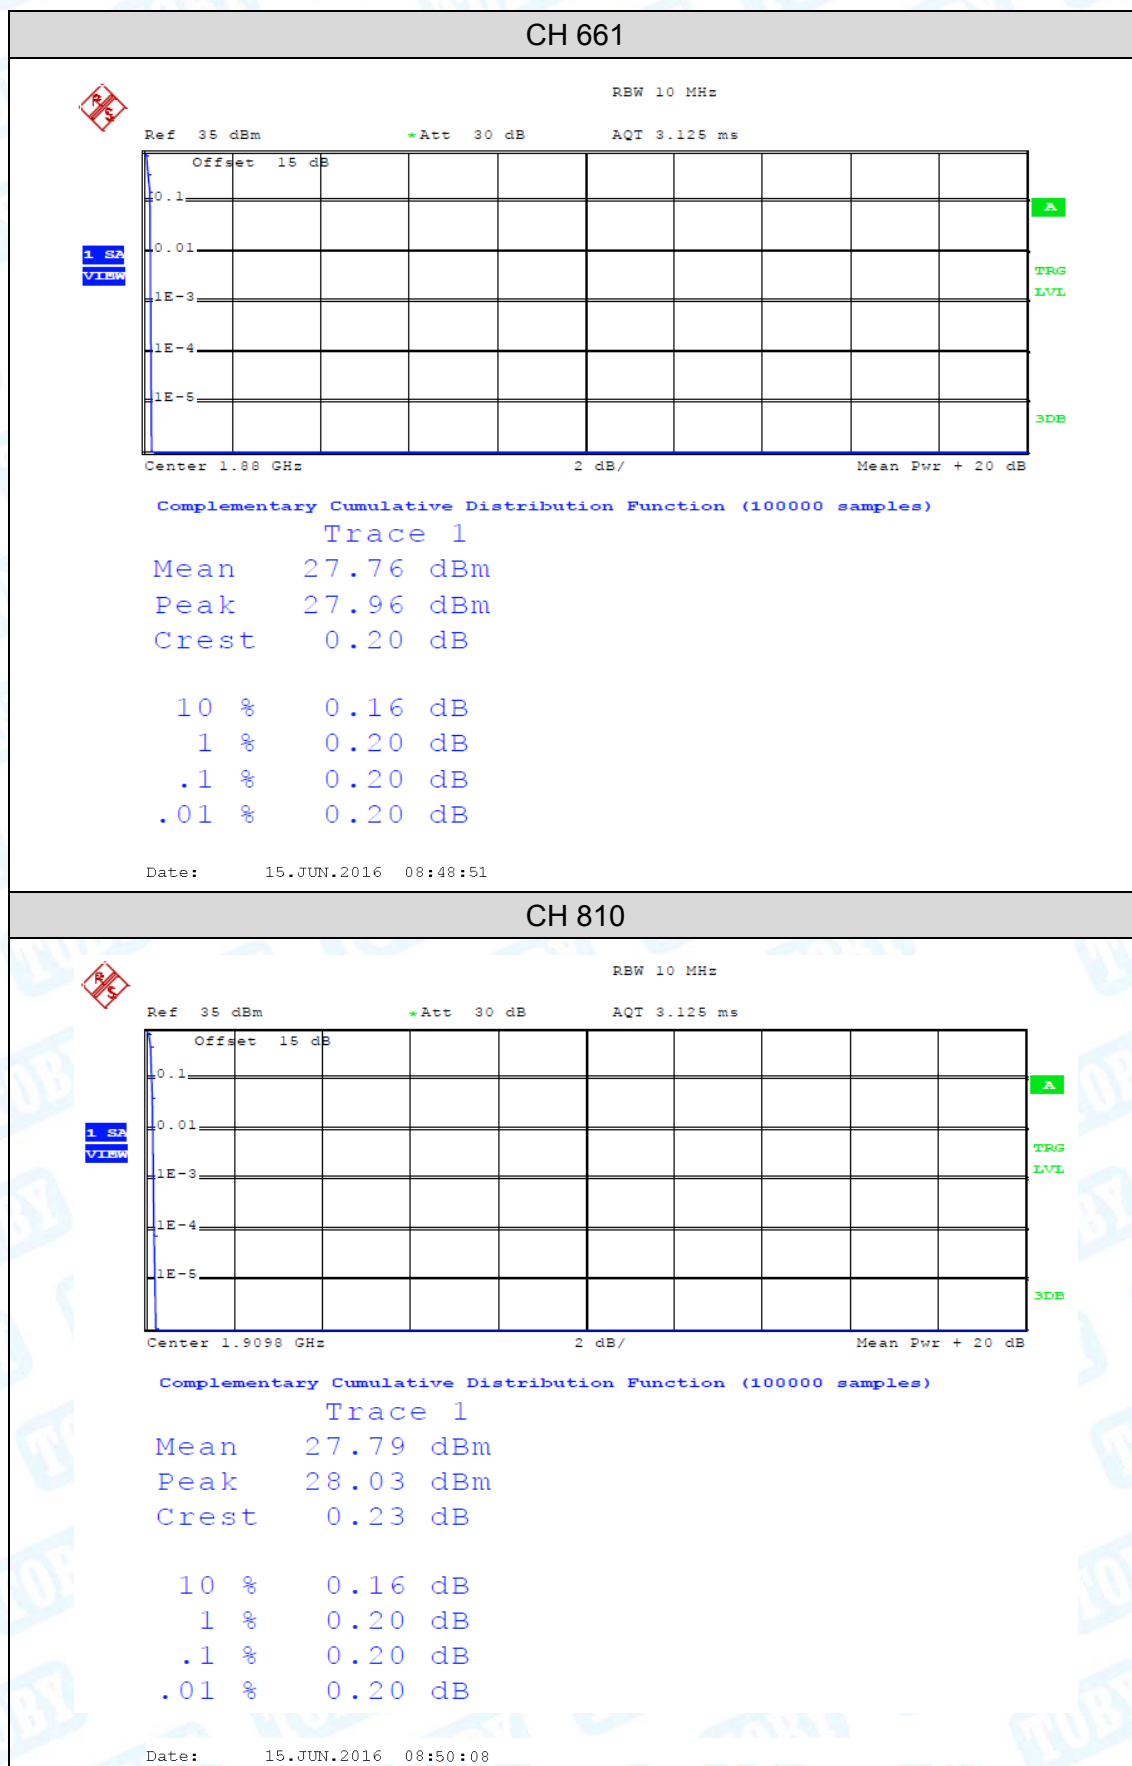 CH 661
RBW 10 MHz
Ref 35 dBm *Att 30 dB AQT 3.125 ms
Offset 15 dB
0.1
A
0.01
1 SA
VIEW
TRG
1E-3
LVL
1E-4
1E-5
3DB
Center 1.88 GHz 2 dB/ Mean Pwr + 20 dB
Complementary Cumulative Distribution Function (100000 samples)
Trace 1
Mean 27.76 dBm
Peak 27.96 dBm
Crest 0.20 dB
10 % 0.16 dB
1 % 0.20 dB
.1 % 0.20 dB
.01 % 0.20 dB
Date: 15.JUN.2016 08:48:51
CH 810
RBW 10 MHz
Ref 35 dBm *Att 30 dB AQT 3.125 ms
Offset 15 dB
0.1
A
0.01
1 SA
VIEW
TRG
1E-3
LVL
1E-4
1E-5
3DB
Center 1.9098 GHz 2 dB/ Mean Pwr + 20 dB
Complementary Cumulative Distribution Function (100000 samples)
Trace 1
Mean 27.79 dBm
Peak 28.03 dBm
Crest 0.23 dB
10 % 0.16 dB
1 % 0.20 dB
.1 % 0.20 dB
.01 % 0.20 dB
Date: 15.JUN.2016 08:50:08